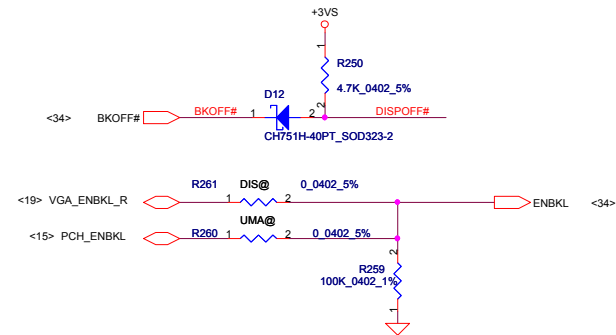 +3VS
1
R250
4.7K_0402_5%
2
D12
<34> BKOFF# BKOFF# 1 2 DISPOFF#
CH751H-40PT_SOD323-2
R261 DIS@ 0_0402_5%
<19> VGA_ENBKL_R 1 2 ENBKL <34>
UMA@
<15> PCH_ENBKL R260 1 2 0_0402_5%
2
R259
100K_0402_1%
1